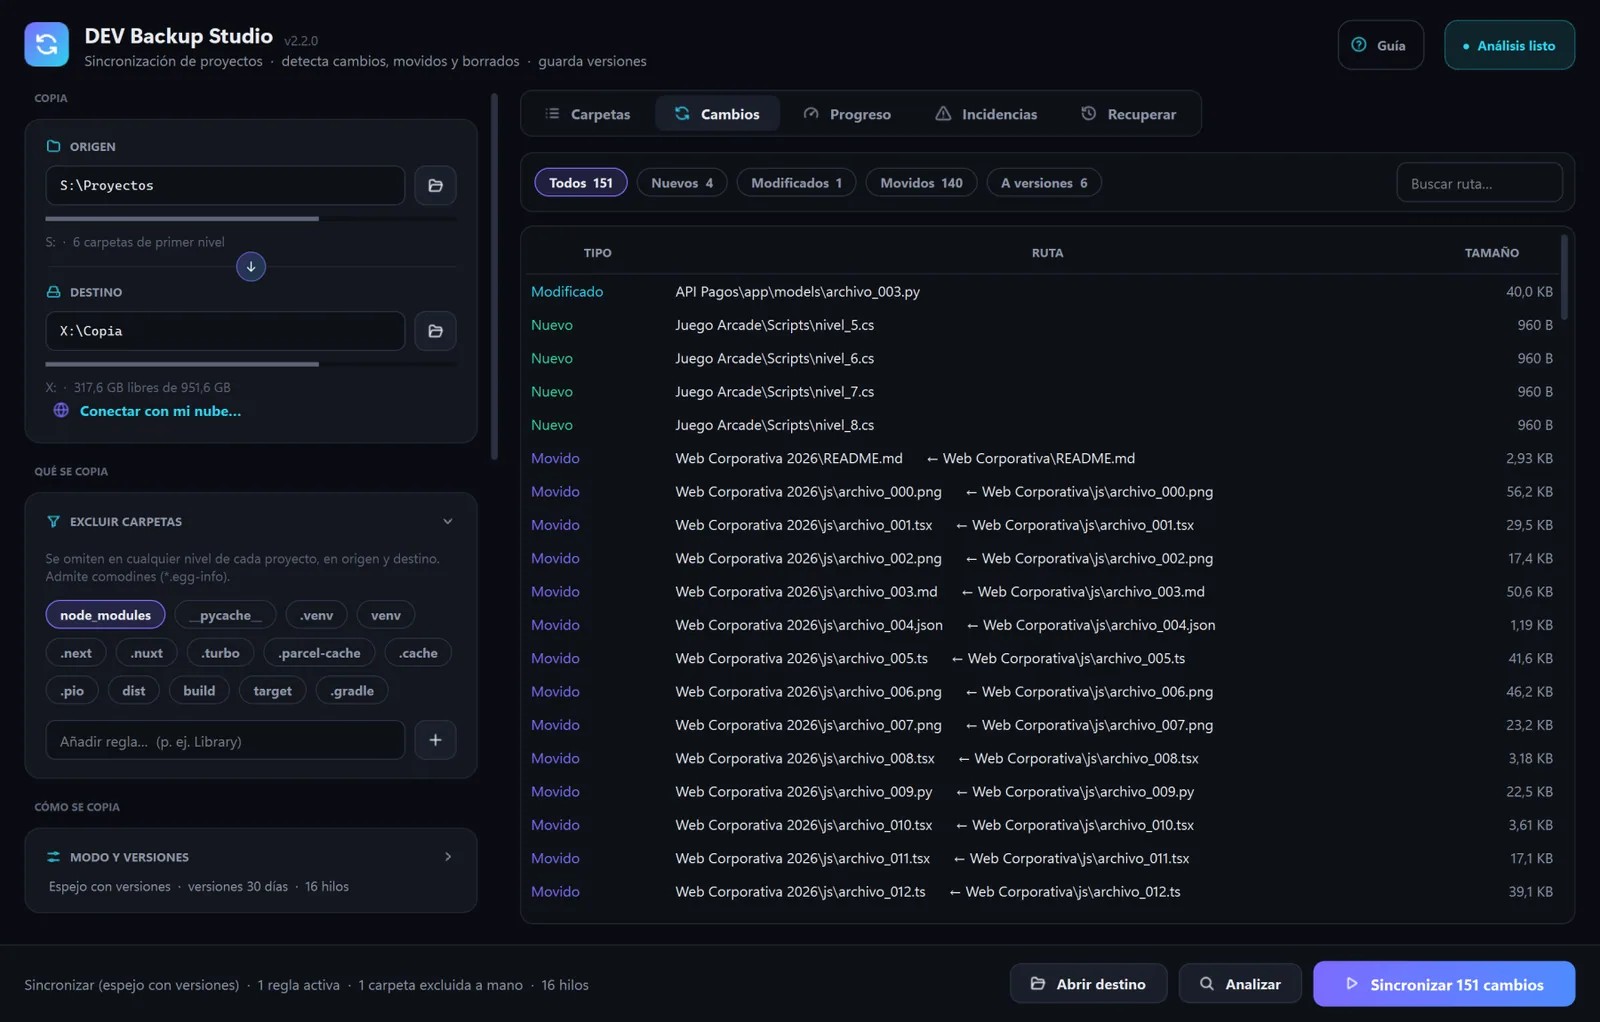 DEV Backup Studio v2.2.0
Sincronización de proyectos · detecta cambios, movidos y borrados · guarda versiones
Guía
Análisis listo
COPIA
ORIGEN
S:\Proyectos
S: · 6 carpetas de primer nivel
DESTINO
X:\Copia
X: · 317,6 GB libres de 951,6 GB
Conectar con mi nube...
QUÉ SE COPIA
EXCLUIR CARPETAS
Se omiten en cualquier nivel de cada proyecto, en origen y destino.
Admite comodines (*.egg-info).
node_modules __pycache__ .venv venv
.next .nuxt .turbo .parcel-cache .cache
.pio dist build target .gradle
Añadir regla... (p. ej. Library)
+
CÓMO SE COPIA
MODO Y VERSIONES
Espejo con versiones · versiones 30 días · 16 hilos
Carpetas Cambios Progreso Incidencias Recuperar
Todos 151 Nuevos 4 Modificados 1 Movidos 140 A versiones 6
Buscar ruta...
TIPO RUTA TAMAÑO
Modificado API Pagos\app\models\archivo_003.py 40,0 KB
Nuevo Juego Arcade\Scripts\nivel_5.cs 960 B
Nuevo Juego Arcade\Scripts\nivel_6.cs 960 B
Nuevo Juego Arcade\Scripts\nivel_7.cs 960 B
Nuevo Juego Arcade\Scripts\nivel_8.cs 960 B
Movido Web Corporativa 2026\README.md ← Web Corporativa\README.md 2,93 KB
Movido Web Corporativa 2026\js\archivo_000.png ← Web Corporativa\js\archivo_000.png 56,2 KB
Movido Web Corporativa 2026\js\archivo_001.tsx ← Web Corporativa\js\archivo_001.tsx 29,5 KB
Movido Web Corporativa 2026\js\archivo_002.png ← Web Corporativa\js\archivo_002.png 17,4 KB
Movido Web Corporativa 2026\js\archivo_003.md ← Web Corporativa\js\archivo_003.md 50,6 KB
Movido Web Corporativa 2026\js\archivo_004.json ← Web Corporativa\js\archivo_004.json 1,19 KB
Movido Web Corporativa 2026\js\archivo_005.ts ← Web Corporativa\js\archivo_005.ts 41,6 KB
Movido Web Corporativa 2026\js\archivo_006.png ← Web Corporativa\js\archivo_006.png 46,2 KB
Movido Web Corporativa 2026\js\archivo_007.png ← Web Corporativa\js\archivo_007.png 23,2 KB
Movido Web Corporativa 2026\js\archivo_008.tsx ← Web Corporativa\js\archivo_008.tsx 3,18 KB
Movido Web Corporativa 2026\js\archivo_009.py ← Web Corporativa\js\archivo_009.py 22,5 KB
Movido Web Corporativa 2026\js\archivo_010.tsx ← Web Corporativa\js\archivo_010.tsx 3,61 KB
Movido Web Corporativa 2026\js\archivo_011.tsx ← Web Corporativa\js\archivo_011.tsx 17,1 KB
Movido Web Corporativa 2026\js\archivo_012.ts ← Web Corporativa\js\archivo_012.ts 39,1 KB
Sincronizar (espejo con versiones) · 1 regla activa · 1 carpeta excluida a mano · 16 hilos
Abrir destino
Analizar
Sincronizar 151 cambios